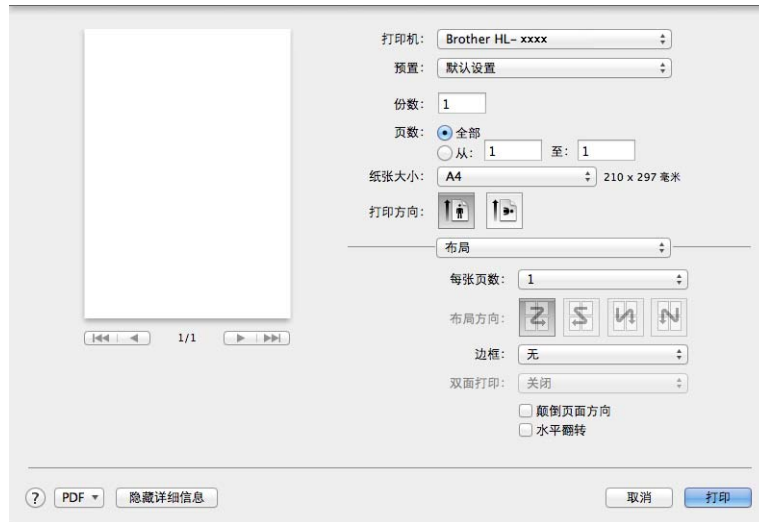 打印机: Brother HL- xxxx
预置: 默认设置
份数: 1
页数: 全部
从: 1 至: 1
纸张大小: A4 210 x 297 毫米
打印方向:
布局
每张页数: 1
布局方向:
边框: 无
双面打印: 关闭
颠倒页面方向
水平翻转
1/1
? PDF 隐藏详细信息 取消 打印